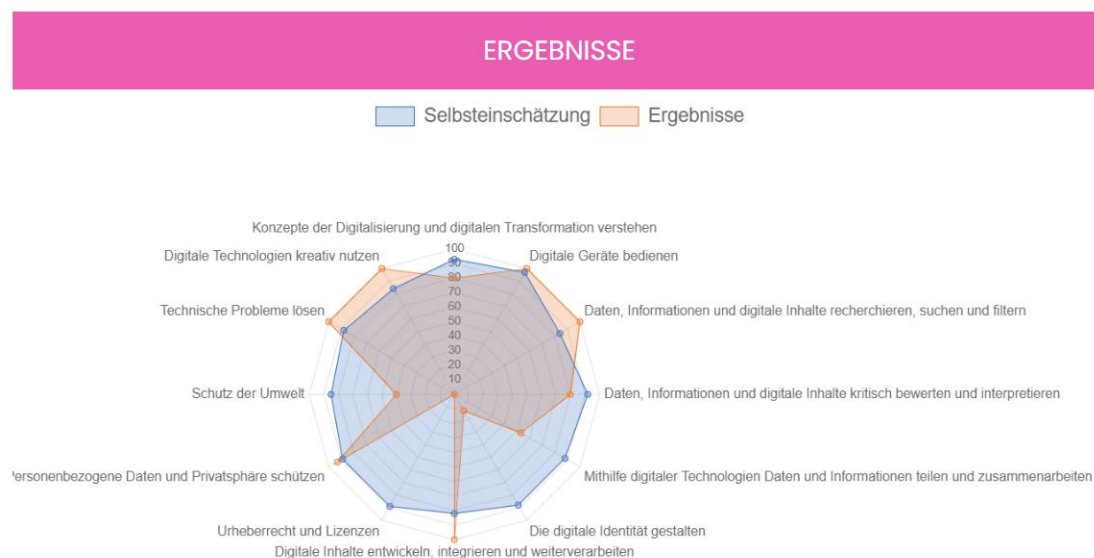 ERGEBNISSE
Selbsteinschätzung Ergebnisse
Konzepte der Digitalisierung und digitalen Transformation verstehen
Digitale Technologien kreativ nutzen
Digitale Geräte bedienen
Technische Probleme lösen
Daten, Informationen und digitale Inhalte recherchieren, suchen und filtern
Schutz der Umwelt
Daten, Informationen und digitale Inhalte kritisch bewerten und interpretieren
Personenbezogene Daten und Privatsphäre schützen
Mithilfe digitaler Technologien Daten und Informationen teilen und zusammenarbeiten
Urheberrecht und Lizenzen
Die digitale Identität gestalten
Digitale Inhalte entwickeln, integrieren und weiterverarbeiten
100
90
80
70
60
50
40
30
20
10